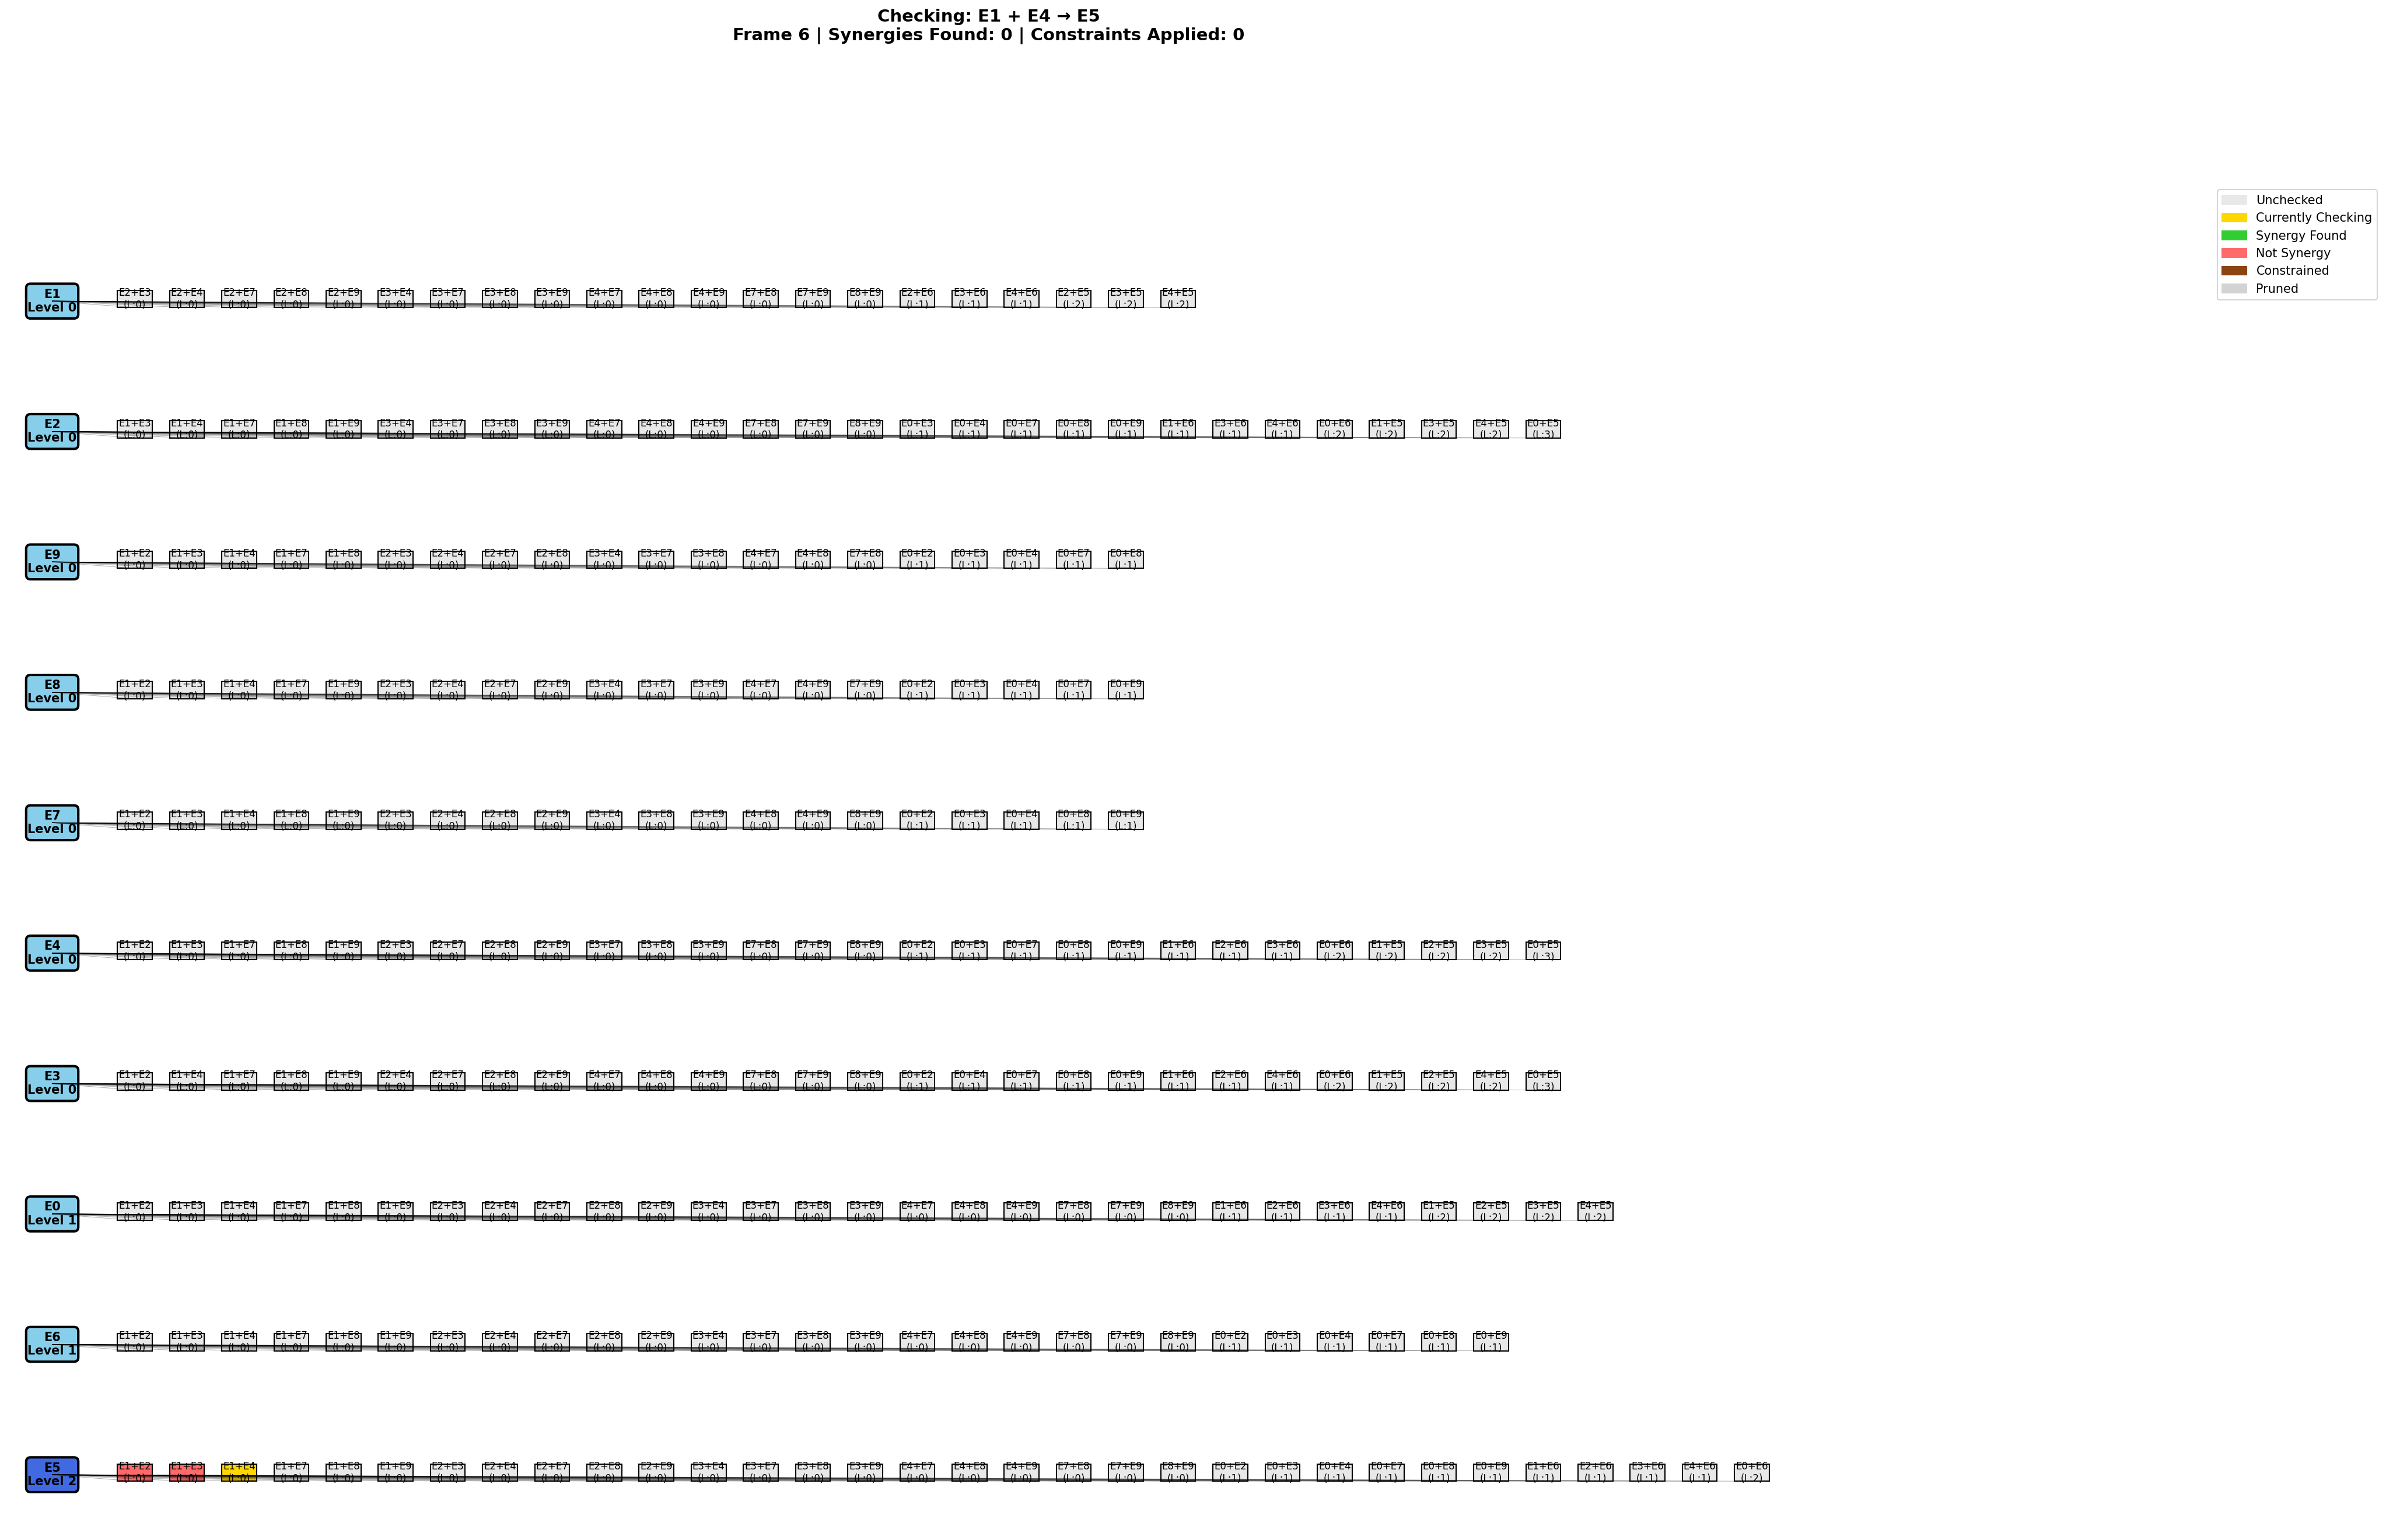 Checking: E1 + E4 → E5
Frame 6 | Synergies Found: 0 | Constraints Applied: 0
Unchecked
Currently Checking
Synergy Found
Not Synergy
Constrained
Pruned
E1 E2+E3 E2+E4 E2+E7 E2+E8 E2+E9 E3+E4 E3+E7 E3+E8 E3+E9 E4+E7 E4+E8 E4+E9 E7+E8 E7+E9 E8+E9 E2+E6 E3+E6 E4+E6 E2+E5 E3+E5 E4+E5
Level 0 (L:0) (L:0) (L:0) (L:0) (L:0) (L:0) (L:0) (L:0) (L:0) (L:0) (L:0) (L:0) (L:0) (L:0) (L:0) (L:1) (L:1) (L:1) (L:2) (L:2) (L:2)
E2 E1+E3 E1+E4 E1+E7 E1+E8 E1+E9 E3+E4 E3+E7 E3+E8 E3+E9 E4+E7 E4+E8 E4+E9 E7+E8 E7+E9 E8+E9 E0+E3 E0+E4 E0+E7 E0+E8 E0+E9 E1+E6 E3+E6 E4+E6 E0+E6 E1+E5 E3+E5 E4+E5 E0+E5
Level 0 (L:0) (L:0) (L:0) (L:0) (L:0) (L:0) (L:0) (L:0) (L:0) (L:0) (L:0) (L:0) (L:0) (L:0) (L:0) (L:1) (L:1) (L:1) (L:1) (L:1) (L:1) (L:1) (L:1) (L:2) (L:2) (L:2) (L:2) (L:3)
E9 E1+E2 E1+E3 E1+E4 E1+E7 E1+E8 E2+E3 E2+E4 E2+E7 E2+E8 E3+E4 E3+E7 E3+E8 E4+E7 E4+E8 E7+E8 E0+E2 E0+E3 E0+E4 E0+E7 E0+E8
Level 0 (L:0) (L:0) (L:0) (L:0) (L:0) (L:0) (L:0) (L:0) (L:0) (L:0) (L:0) (L:0) (L:0) (L:0) (L:0) (L:1) (L:1) (L:1) (L:1) (L:1)
E8 E1+E2 E1+E3 E1+E4 E1+E7 E1+E9 E2+E3 E2+E4 E2+E7 E2+E9 E3+E4 E3+E7 E3+E9 E4+E7 E4+E9 E7+E9 E0+E2 E0+E3 E0+E4 E0+E7 E0+E9
Level 0 (L:0) (L:0) (L:0) (L:0) (L:0) (L:0) (L:0) (L:0) (L:0) (L:0) (L:0) (L:0) (L:0) (L:0) (L:0) (L:1) (L:1) (L:1) (L:1) (L:1)
E7 E1+E2 E1+E3 E1+E4 E1+E8 E1+E9 E2+E3 E2+E4 E2+E8 E2+E9 E3+E4 E3+E8 E3+E9 E4+E8 E4+E9 E8+E9 E0+E2 E0+E3 E0+E4 E0+E8 E0+E9
Level 0 (L:0) (L:0) (L:0) (L:0) (L:0) (L:0) (L:0) (L:0) (L:0) (L:0) (L:0) (L:0) (L:0) (L:0) (L:0) (L:1) (L:1) (L:1) (L:1) (L:1)
E4 E1+E2 E1+E3 E1+E7 E1+E8 E1+E9 E2+E3 E2+E7 E2+E8 E2+E9 E3+E7 E3+E8 E3+E9 E7+E8 E7+E9 E8+E9 E0+E2 E0+E3 E0+E7 E0+E8 E0+E9 E1+E6 E2+E6 E3+E6 E0+E6 E1+E5 E2+E5 E3+E5 E0+E5
Level 0 (L:0) (L:0) (L:0) (L:0) (L:0) (L:0) (L:0) (L:0) (L:0) (L:0) (L:0) (L:0) (L:0) (L:0) (L:0) (L:1) (L:1) (L:1) (L:1) (L:1) (L:1) (L:1) (L:1) (L:2) (L:2) (L:2) (L:2) (L:3)
E3 E1+E2 E1+E4 E1+E7 E1+E8 E1+E9 E2+E4 E2+E7 E2+E8 E2+E9 E4+E7 E4+E8 E4+E9 E7+E8 E7+E9 E8+E9 E0+E2 E0+E4 E0+E7 E0+E8 E0+E9 E1+E6 E2+E6 E4+E6 E0+E6 E1+E5 E2+E5 E4+E5 E0+E5
Level 0 (L:0) (L:0) (L:0) (L:0) (L:0) (L:0) (L:0) (L:0) (L:0) (L:0) (L:0) (L:0) (L:0) (L:0) (L:0) (L:1) (L:1) (L:1) (L:1) (L:1) (L:1) (L:1) (L:1) (L:2) (L:2) (L:2) (L:2) (L:3)
E0 E1+E2 E1+E3 E1+E4 E1+E7 E1+E8 E1+E9 E2+E3 E2+E4 E2+E7 E2+E8 E2+E9 E3+E4 E3+E7 E3+E8 E3+E9 E4+E7 E4+E8 E4+E9 E7+E8 E7+E9 E8+E9 E1+E6 E2+E6 E3+E6 E4+E6 E1+E5 E2+E5 E3+E5 E4+E5
Level 1 (L:0) (L:0) (L:0) (L:0) (L:0) (L:0) (L:0) (L:0) (L:0) (L:0) (L:0) (L:0) (L:0) (L:0) (L:0) (L:0) (L:0) (L:0) (L:0) (L:0) (L:0) (L:1) (L:1) (L:1) (L:1) (L:2) (L:2) (L:2) (L:2)
E6 E1+E2 E1+E3 E1+E4 E1+E7 E1+E8 E1+E9 E2+E3 E2+E4 E2+E7 E2+E8 E2+E9 E3+E4 E3+E7 E3+E8 E3+E9 E4+E7 E4+E8 E4+E9 E7+E8 E7+E9 E8+E9 E0+E2 E0+E3 E0+E4 E0+E7 E0+E8 E0+E9
Level 1 (L:0) (L:0) (L:0) (L:0) (L:0) (L:0) (L:0) (L:0) (L:0) (L:0) (L:0) (L:0) (L:0) (L:0) (L:0) (L:0) (L:0) (L:0) (L:0) (L:0) (L:0) (L:1) (L:1) (L:1) (L:1) (L:1) (L:1)
E5 E1+E2 E1+E3 E1+E4 E1+E7 E1+E8 E1+E9 E2+E3 E2+E4 E2+E7 E2+E8 E2+E9 E3+E4 E3+E7 E3+E8 E3+E9 E4+E7 E4+E8 E4+E9 E7+E8 E7+E9 E8+E9 E0+E2 E0+E3 E0+E4 E0+E7 E0+E8 E0+E9 E1+E6 E2+E6 E3+E6 E4+E6 E0+E6
Level 2 (L:0) (L:0) (L:0) (L:0) (L:0) (L:0) (L:0) (L:0) (L:0) (L:0) (L:0) (L:0) (L:0) (L:0) (L:0) (L:0) (L:0) (L:0) (L:0) (L:0) (L:0) (L:1) (L:1) (L:1) (L:1) (L:1) (L:1) (L:1) (L:1) (L:1) (L:1) (L:2)